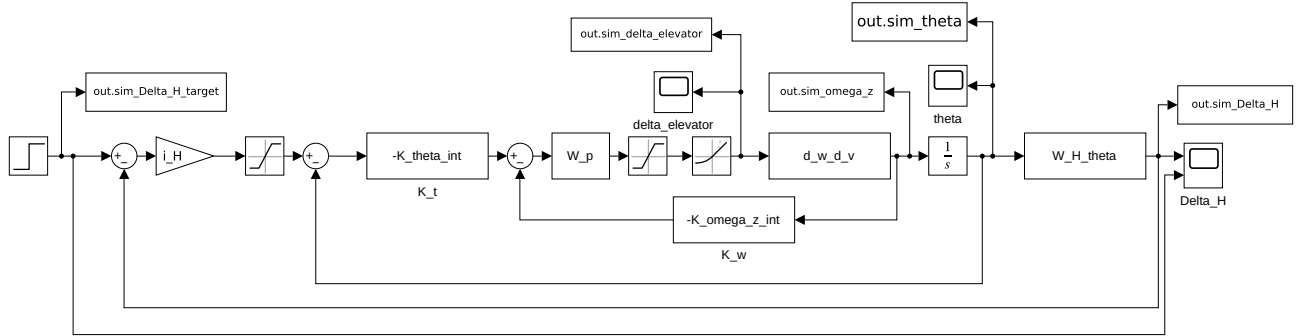 out.sim_theta
out.sim_delta_elevator
out.sim_Delta_H_target
delta_elevator
out.sim_omega_z
theta
out.sim_Delta_H
+
−
i_H
+
−
-K_theta_int
K_t
+
−
W_p
d_w_d_v
1
s
W_H_theta
Delta_H
-K_omega_z_int
K_w